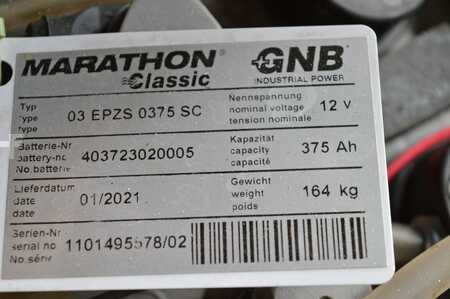 MARATHON GNB
Classic INDUSTRIAL POWER
Typ Nennspannung
type 03 EPZS 0375 SC nominal voltage 12 V
type tension nominale
Batterie-Nr Kapazität
battery-no 403723020005 capacity 375 Ah
No.batterie capacité
Lieferdatum Gewicht
date 01/2021 weight 164 kg
date poids
Serien-Nr
serial no 1101495578/02
No.série